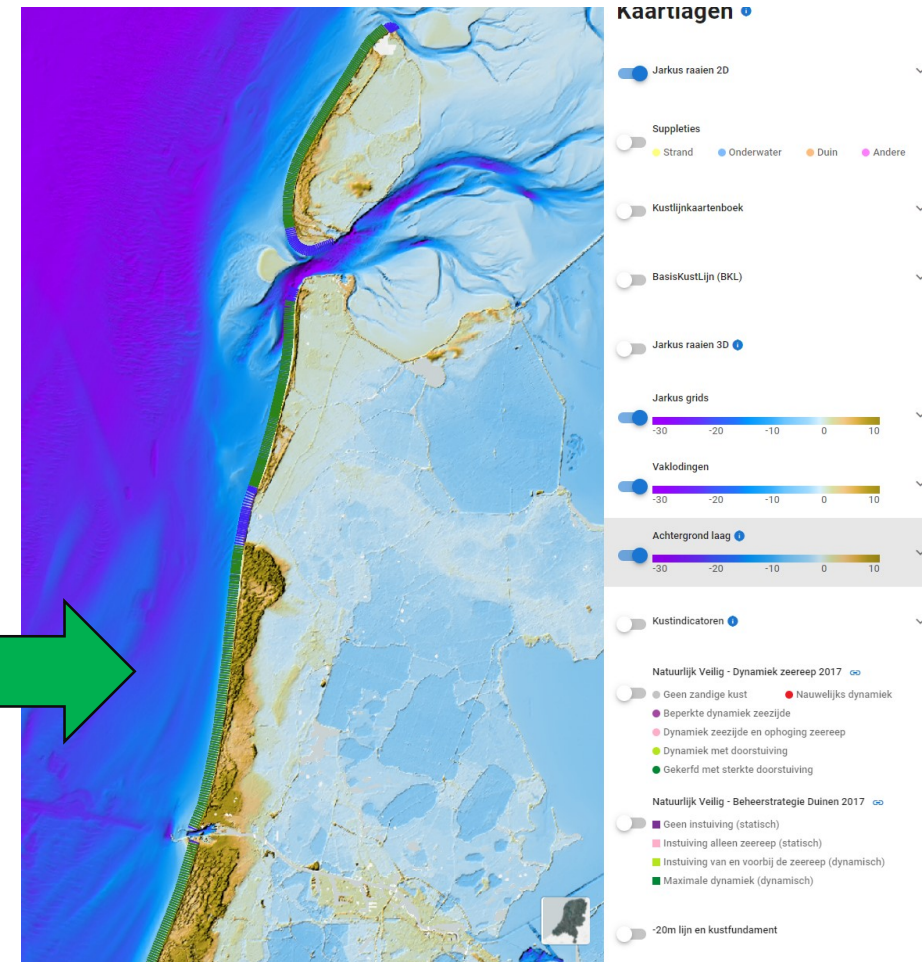 Kaartlagen
Jarkus raaien 2D
Suppleties
Strand Onderwater Duin Andere
Kustlijnkaartenboek
BasisKustLijn (BKL)
Jarkus raaien 3D
Jarkus grids
-30 -20 -10 0 10
Vaklodingen
-30 -20 -10 0 10
Achtergrond laag
-30 -20 -10 0 10
Kustindicatoren
Natuurlijk Veilig - Dynamiek zeereep 2017
Geen zandige kust Nauwelijks dynamiek
Beperkte dynamiek zeezijde
Dynamiek zeezijde en ophoging zeereep
Dynamiek met doorstuiving
Gekerfd met sterkte doorstuiving
Natuurlijk Veilig - Beheerstrategie Duinen 2017
Geen instuiving (statisch)
Instuiving alleen zeereep (statisch)
Instuiving van en voorbij de zeereep (dynamisch)
Maximale dynamiek (dynamisch)
-20m lijn en kustfundament